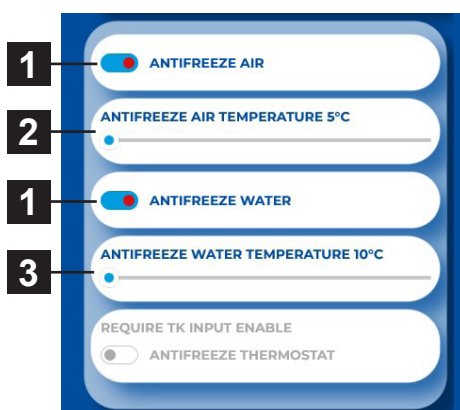 1 ANTIFREEZE AIR
2 ANTIFREEZE AIR TEMPERATURE 5°C
1 ANTIFREEZE WATER
3 ANTIFREEZE WATER TEMPERATURE 10°C
REQUIRE TK INPUT ENABLE
ANTIFREEZE THERMOSTAT